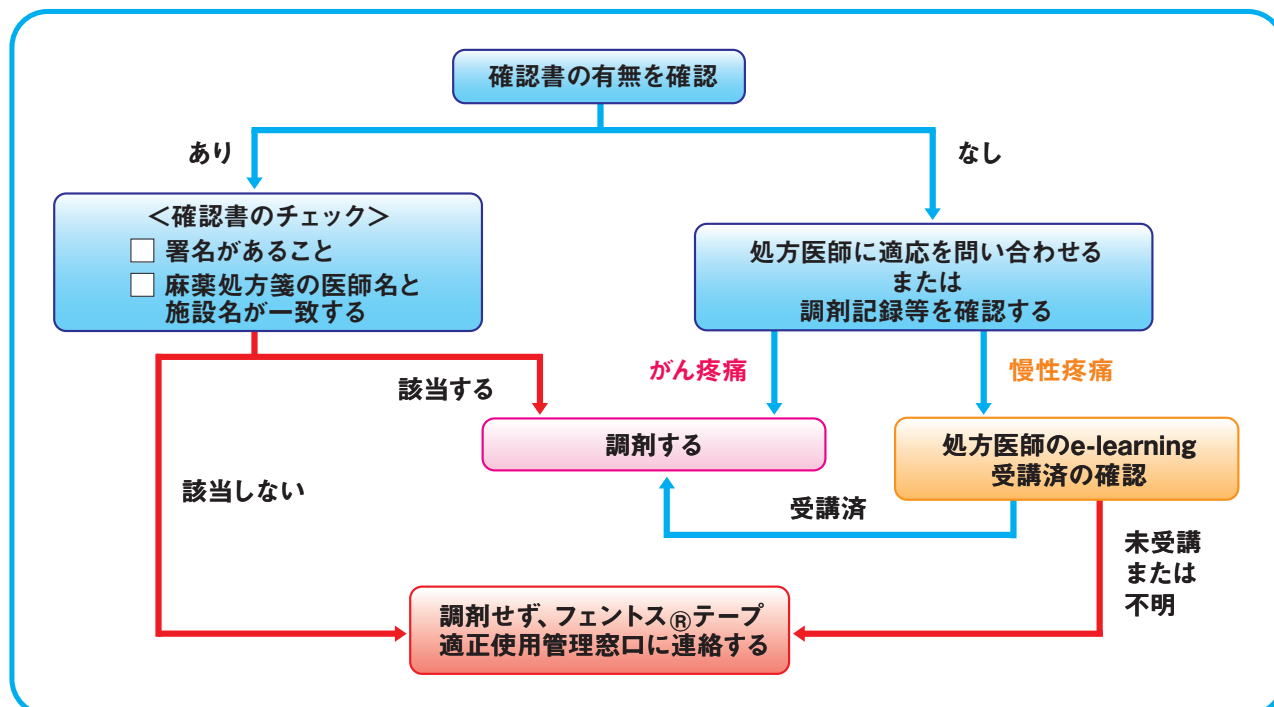 確認書の有無を確認
あり
なし
＜確認書のチェック＞
□ 署名があること
□ 麻薬処方箋の医師名と
施設名が一致する
処方医師に適応を問い合わせる
または
調剤記録等を確認する
がん疼痛
慢性疼痛
該当する
調剤する
処方医師のe-learning
受講済の確認
該当しない
受講済
未受講
または
不明
調剤せず、フェントス®テープ
適正使用管理窓口に連絡する